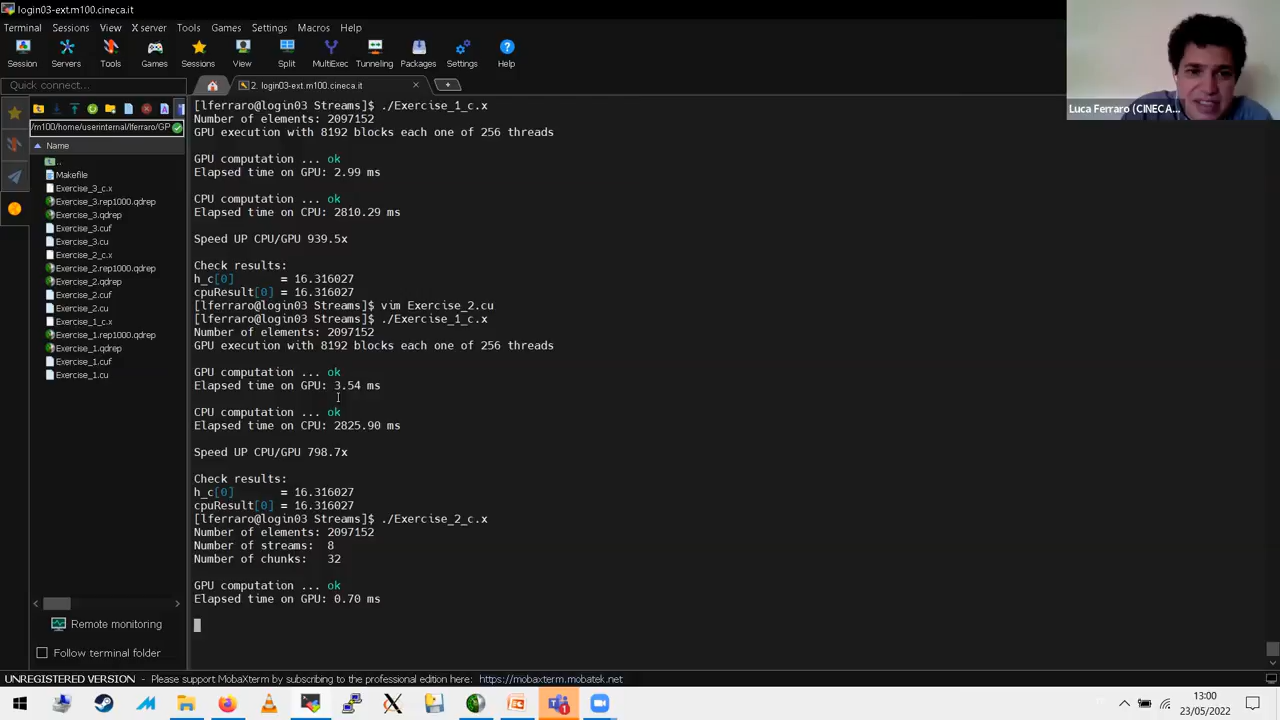 login03-ext.m100.cineca.it
Terminal Sessions View X server Tools Games Settings Macros Help
Session Servers Tools Games Sessions View Split MultiExec Tunneling Packages Settings Help
Quick connect...
2. login03-ext.m100.cineca.it
Luca Ferraro (CINECA...
/m100/home/userinternal/lferraro/GP
Name
..
Makefile
Exercise_3_c.x
Exercise_3.rep1000.qdrep
Exercise_3.qdrep
Exercise_3.cuf
Exercise_3.cu
Exercise_2_c.x
Exercise_2.rep1000.qdrep
Exercise_2.qdrep
Exercise_2.cuf
Exercise_2.cu
Exercise_1_c.x
Exercise_1.rep1000.qdrep
Exercise_1.qdrep
Exercise_1.cuf
Exercise_1.cu
Remote monitoring
Follow terminal folder
[lferraro@login03 Streams]$ ./Exercise_1_c.x
Number of elements: 2097152
GPU execution with 8192 blocks each one of 256 threads
GPU computation ... ok
Elapsed time on GPU: 2.99 ms
CPU computation ... ok
Elapsed time on CPU: 2810.29 ms
Speed UP CPU/GPU 939.5x
Check results:
h_c[0] = 16.316027
cpuResult[0] = 16.316027
[lferraro@login03 Streams]$ vim Exercise_2.cu
[lferraro@login03 Streams]$ ./Exercise_1_c.x
Number of elements: 2097152
GPU execution with 8192 blocks each one of 256 threads
GPU computation ... ok
Elapsed time on GPU: 3.54 ms
CPU computation ... ok
Elapsed time on CPU: 2825.90 ms
Speed UP CPU/GPU 798.7x
Check results:
h_c[0] = 16.316027
cpuResult[0] = 16.316027
[lferraro@login03 Streams]$ ./Exercise_2_c.x
Number of elements: 2097152
Number of streams: 8
Number of chunks: 32
GPU computation ... ok
Elapsed time on GPU: 0.70 ms
UNREGISTERED VERSION - Please support MobaXterm by subscribing to the professional edition here: https://mobaxterm.mobatek.net
13:00
23/05/2022